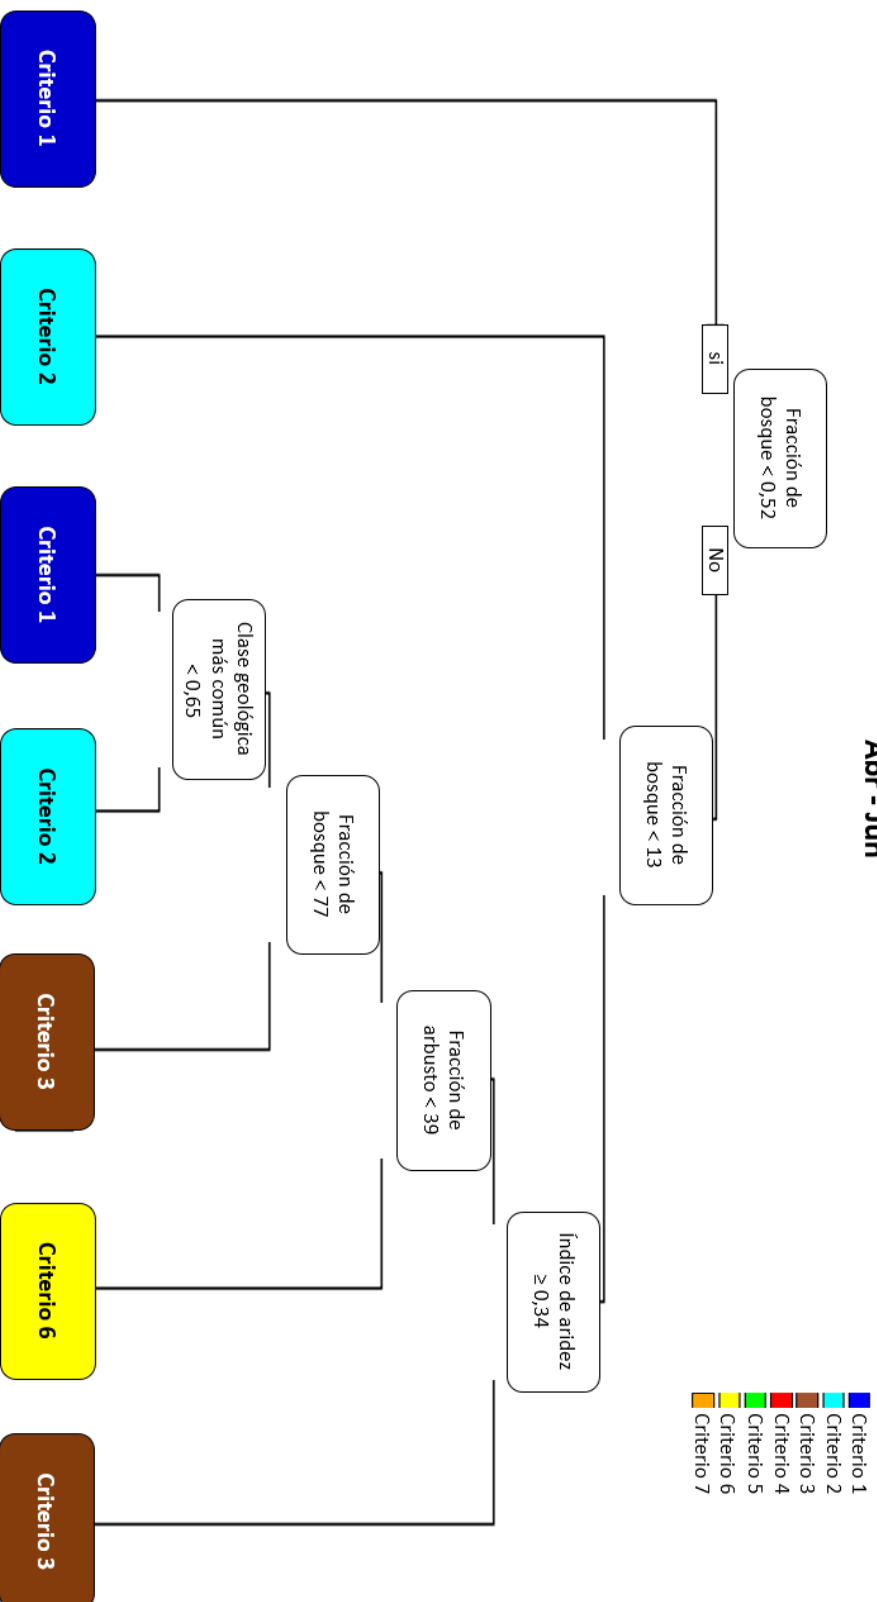 Abr - Jun
Criterio 1
Criterio 2
Criterio 3
Criterio 4
Criterio 5
Criterio 6
Criterio 7
Fracción de
bosque < 0,52
si
No
Fracción de
bosque < 13
Índice de aridez
≥ 0,34
Fracción de
arbusto < 39
Fracción de
bosque < 77
Clase geológica
más común
< 0,65
Criterio 1
Criterio 2
Criterio 1
Criterio 2
Criterio 3
Criterio 6
Criterio 3